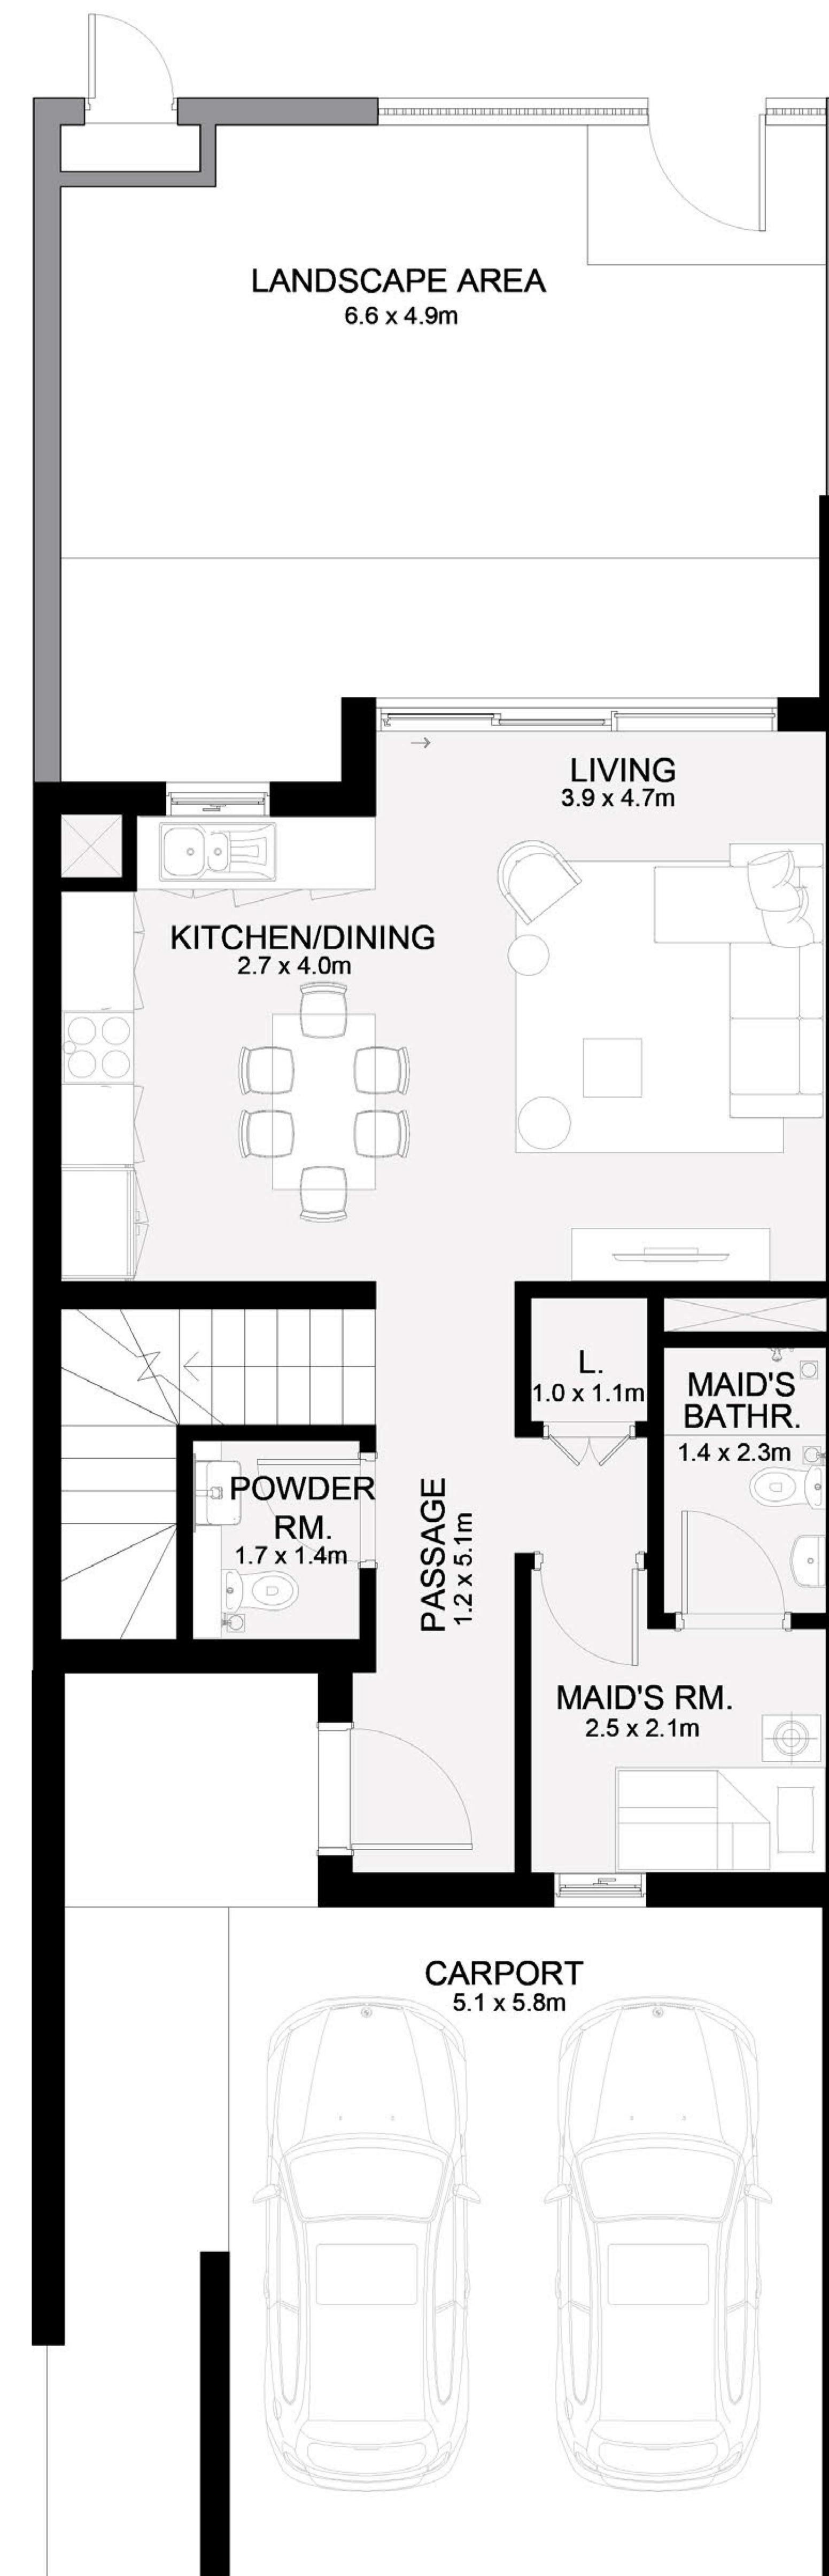 LANDSCAPE AREA
6.6 x 4.9m
LIVING
3.9 x 4.7m
KITCHEN/DINING
2.7 x 4.0m
L.
1.0 x 1.1m
MAID'S
BATHR.
1.4 x 2.3m
POWDER
RM.
1.7 x 1.4m
PASSAGE
1.2 x 5.1m
MAID'S RM.
2.5 x 2.1m
CARPORT
5.1 x 5.8m